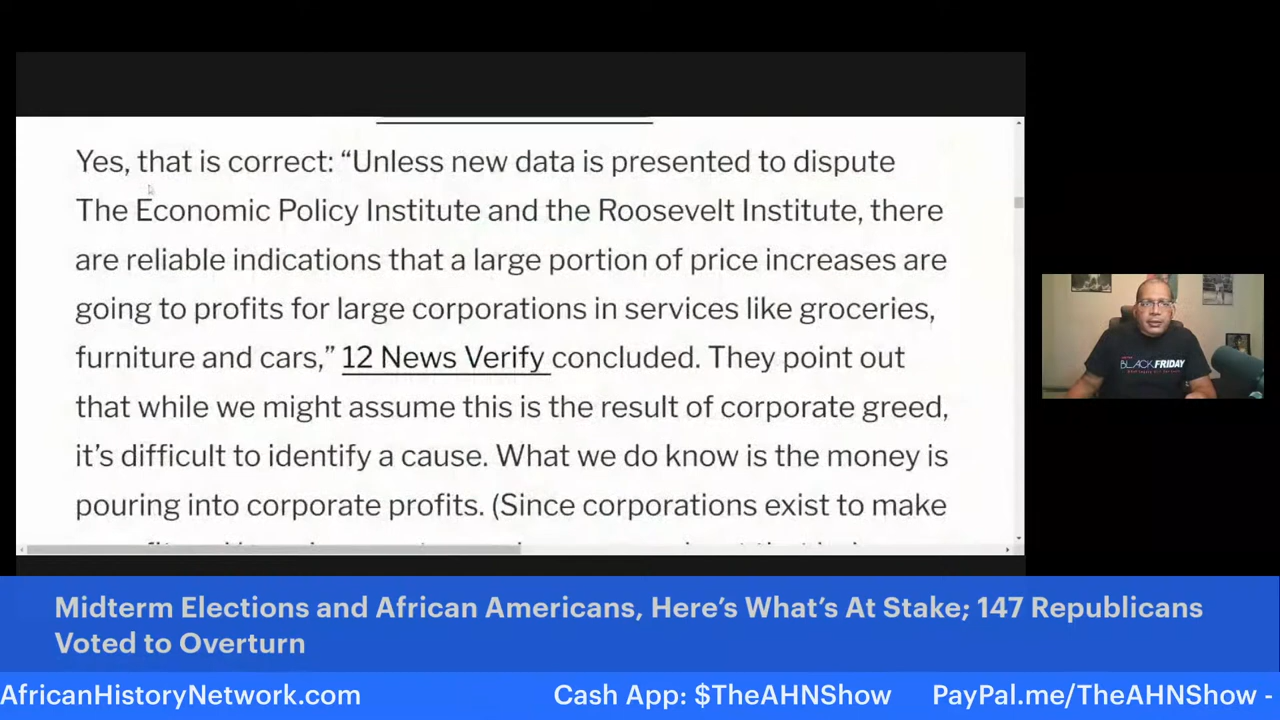 Yes, that is correct: “Unless new data is presented to dispute
The Economic Policy Institute and the Roosevelt Institute, there
are reliable indications that a large portion of price increases are
going to profits for large corporations in services like groceries,
furniture and cars,” 12 News Verify concluded. They point out
that while we might assume this is the result of corporate greed,
it’s difficult to identify a cause. What we do know is the money is
pouring into corporate profits. (Since corporations exist to make
BLACK FRIDAY
Midterm Elections and African Americans, Here’s What’s At Stake; 147 Republicans
Voted to Overturn
AfricanHistoryNetwork.com Cash App: $TheAHNShow PayPal.me/TheAHNShow -